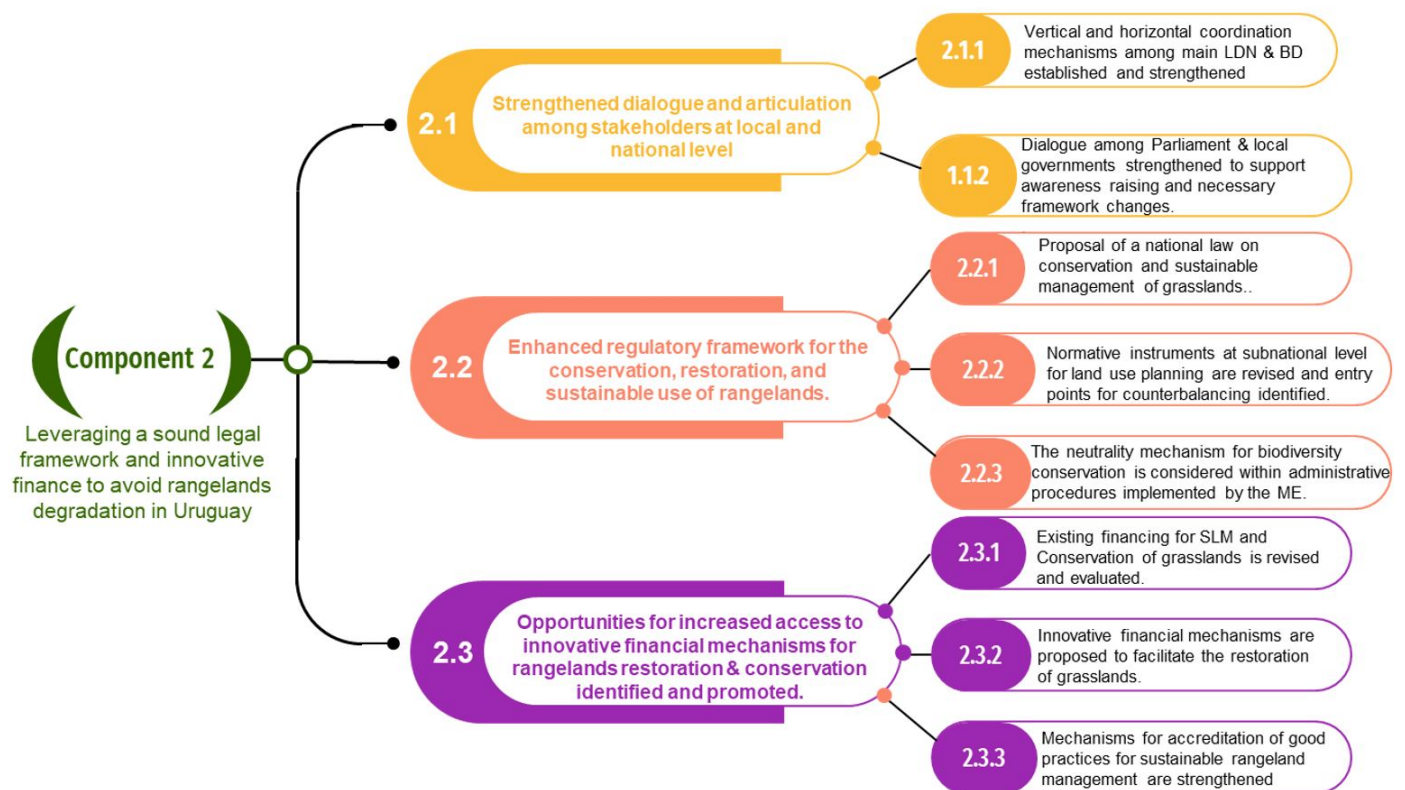 Component 2
Leveraging a sound legal
framework and innovative
finance to avoid rangelands
degradation in Uruguay
2.1
Strengthened dialogue and articulation
among stakeholders at local and
national level
2.1.1
Vertical and horizontal coordination
mechanisms among main LDN & BD
established and strengthened
1.1.2
Dialogue among Parliament & local
governments strengthened to support
awareness raising and necessary
framework changes.
2.2
Enhanced regulatory framework for the
conservation, restoration, and
sustainable use of rangelands.
2.2.1
Proposal of a national law on
conservation and sustainable
management of grasslands..
2.2.2
Normative instruments at subnational level
for land use planning are revised and entry
points for counterbalancing identified.
2.2.3
The neutrality mechanism for biodiversity
conservation is considered within administrative
procedures implemented by the ME.
2.3
Opportunities for increased access to
innovative financial mechanisms for
rangelands restoration & conservation
identified and promoted.
2.3.1
Existing financing for SLM and
Conservation of grasslands is revised
and evaluated.
2.3.2
Innovative financial mechanisms are
proposed to facilitate the restoration
of grasslands.
2.3.3
Mechanisms for accreditation of good
practices for sustainable rangeland
management are strengthened